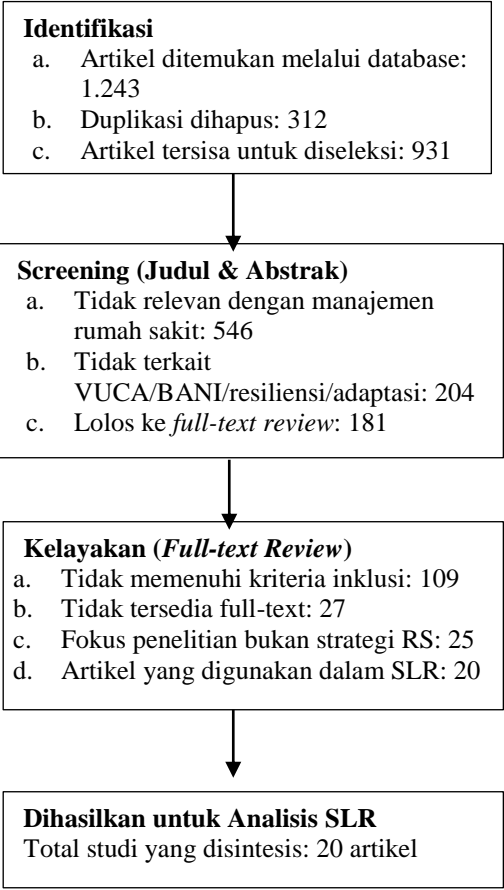 Identifikasi
a. Artikel ditemukan melalui database:
1.243
b. Duplikasi dihapus: 312
c. Artikel tersisa untuk diseleksi: 931
Screening (Judul & Abstrak)
a. Tidak relevan dengan manajemen
rumah sakit: 546
b. Tidak terkait
VUCA/BANI/resiliensi/adaptasi: 204
c. Lolos ke full-text review: 181
Kelayakan (Full-text Review)
a. Tidak memenuhi kriteria inklusi: 109
b. Tidak tersedia full-text: 27
c. Fokus penelitian bukan strategi RS: 25
d. Artikel yang digunakan dalam SLR: 20
Dihasilkan untuk Analisis SLR
Total studi yang disintesis: 20 artikel